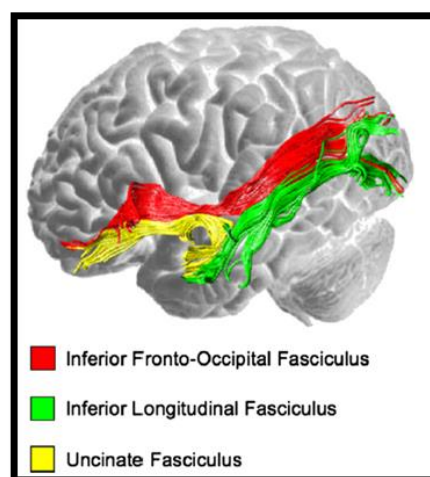 Inferior Fronto-Occipital Fasciculus
Inferior Longitudinal Fasciculus
Uncinate Fasciculus